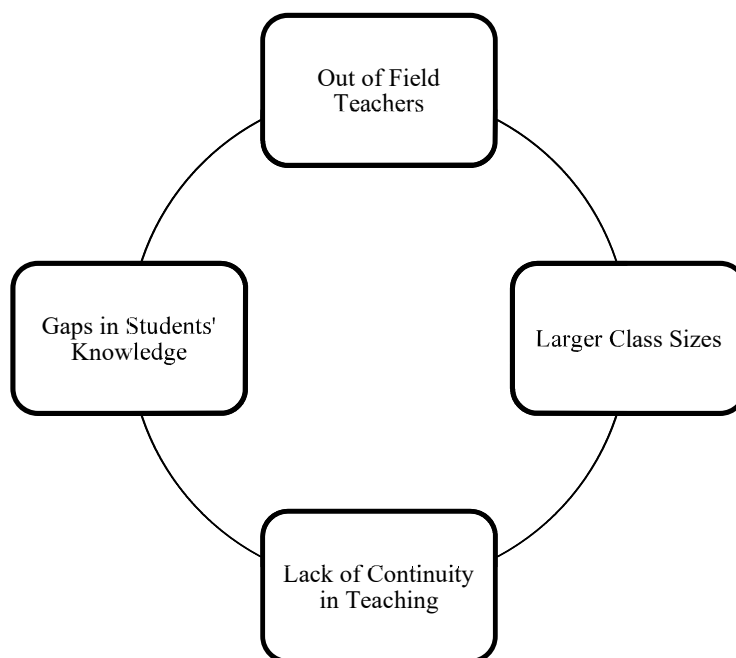 Out of Field
Teachers
Gaps in Students'
Knowledge
Larger Class Sizes
Lack of Continuity
in Teaching